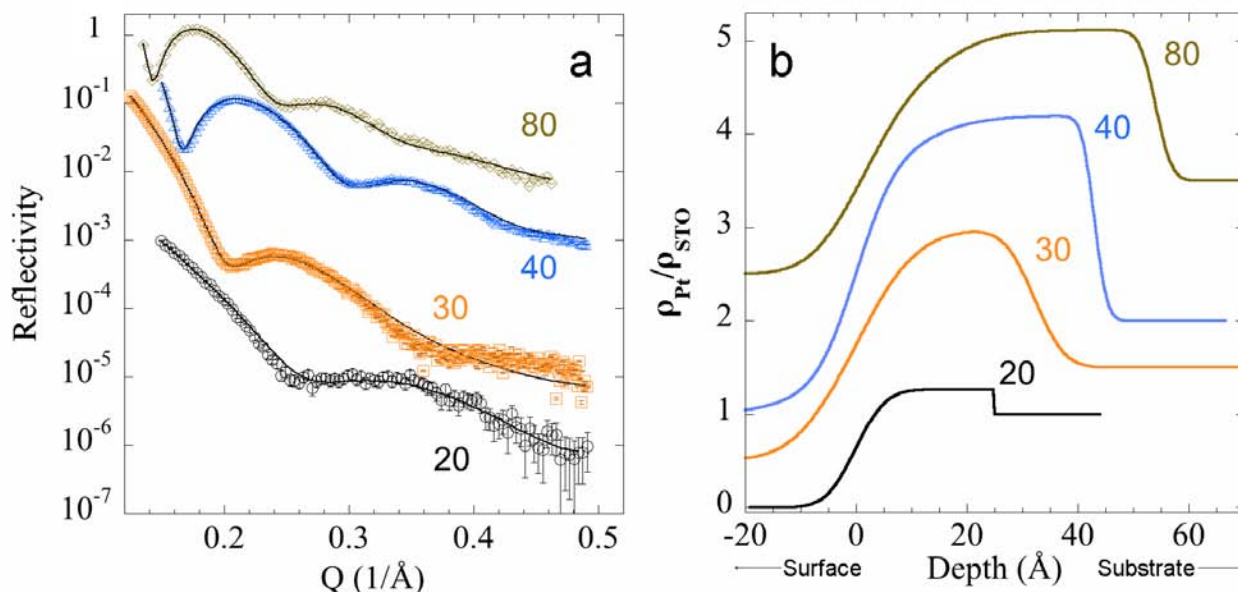 a
Reflectivity
1
10⁻¹
10⁻²
10⁻³
10⁻⁴
10⁻⁵
10⁻⁶
10⁻⁷
80
40
30
20
0.2 0.3 0.4 0.5
Q (1/Å)
b
ρPt/ρSTO
5
4
3
2
1
0
80
40
30
20
-20 0 20 40 60
Surface Depth (Å) Substrate